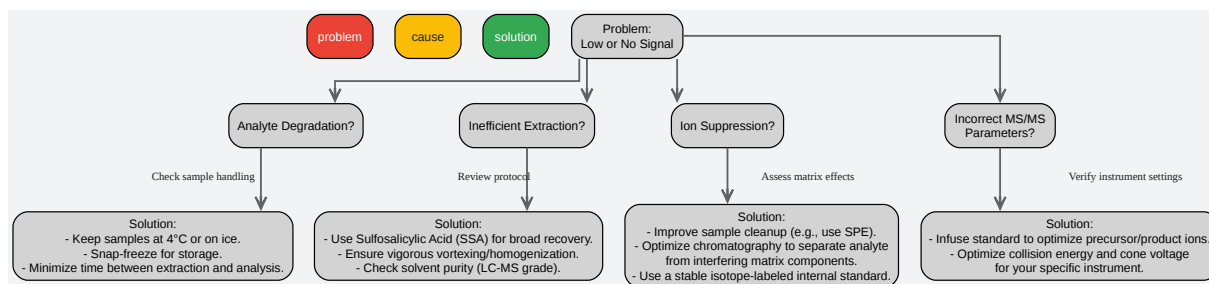 problem
cause
solution
Problem:
Low or No Signal
Analyte Degradation?
Inefficient Extraction?
Ion Suppression?
Incorrect MS/MS
Parameters?
Check sample handling
Review protocol
Assess matrix effects
Verify instrument settings
Solution:
- Keep samples at 4°C or on ice.
- Snap-freeze for storage.
- Minimize time between extraction and analysis.
Solution:
- Use Sulfosalicylic Acid (SSA) for broad recovery.
- Ensure vigorous vortexing/homogenization.
- Check solvent purity (LC-MS grade).
Solution:
- Improve sample cleanup (e.g., use SPE).
- Optimize chromatography to separate analyte
from interfering matrix components.
- Use a stable isotope-labeled internal standard.
Solution:
- Infuse standard to optimize precursor/product ions.
- Optimize collision energy and cone voltage
for your specific instrument.